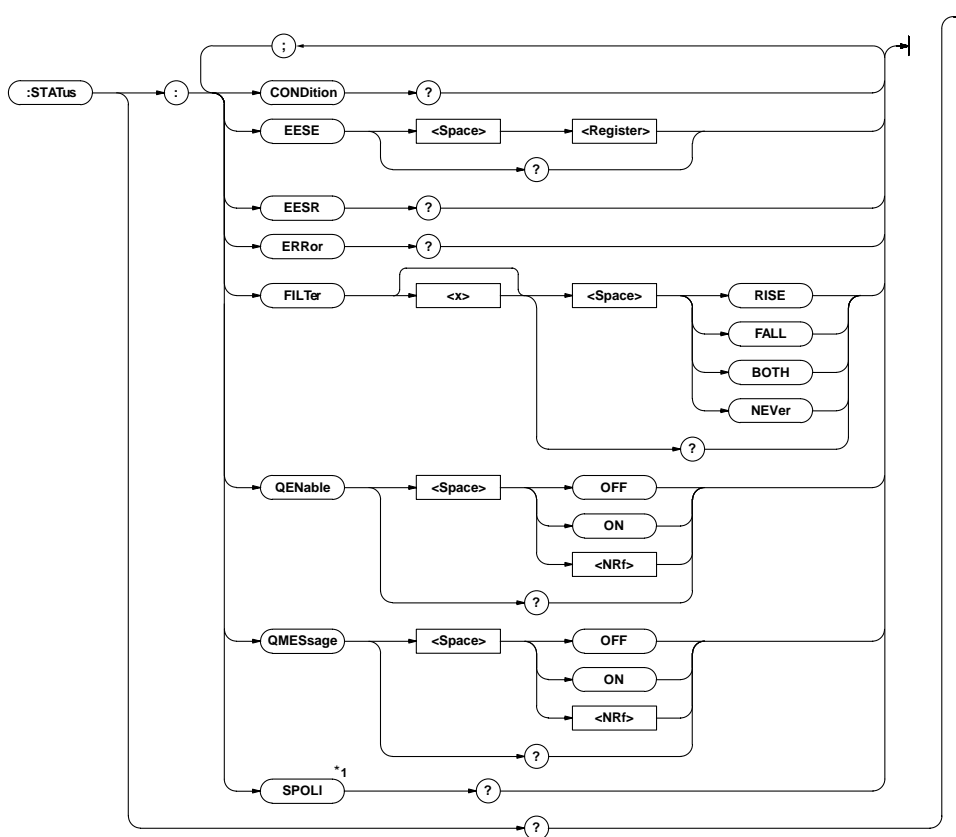 ;
:STATus : CONDition ?
EESE <Space> <Register>
?
EESR ?
ERRor ?
FILTer <x> <Space> RISE
FALL
BOTH
NEVer
?
QENable <Space> OFF
ON
<NRf>
?
QMESsage <Space> OFF
ON
<NRf>
?
SPOLI *1 ?
?